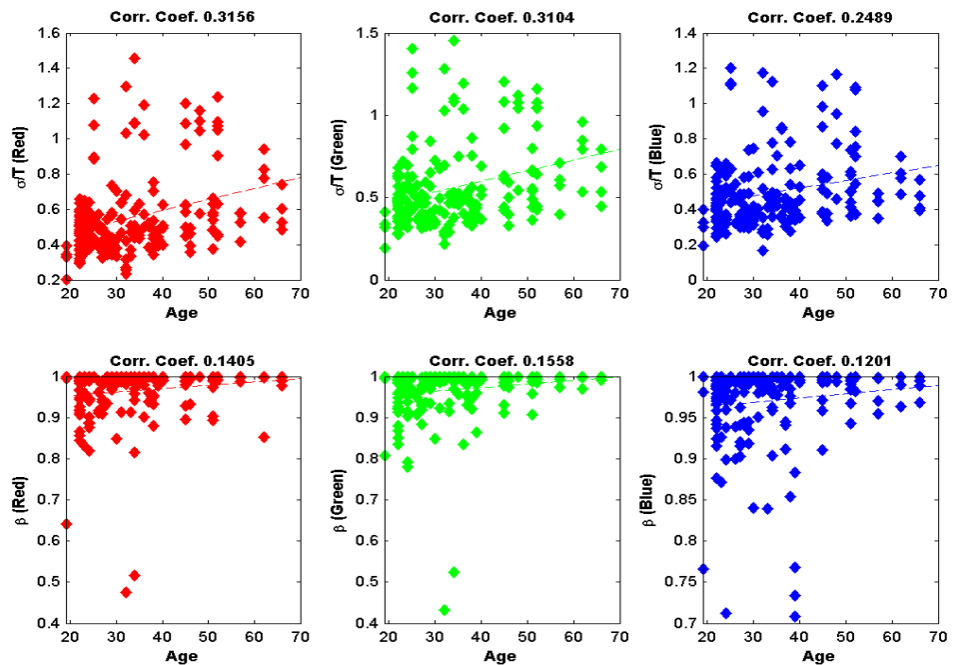 Corr. Coef. 0.3156
1.6
1.4
1.2
1
0.8
0.6
0.4
0.2
σ/T (Red)
20 30 40 50 60 70
Age
Corr. Coef. 0.3104
1.5
1
0.5
0
σ/T (Green)
20 30 40 50 60 70
Age
Corr. Coef. 0.2489
1.4
1.2
1
0.8
0.6
0.4
0.2
0
σ/T (Blue)
20 30 40 50 60 70
Age
Corr. Coef. 0.1405
1
0.9
0.8
0.7
0.6
0.5
0.4
β (Red)
20 30 40 50 60 70
Age
Corr. Coef. 0.1558
1
0.9
0.8
0.7
0.6
0.5
0.4
β (Green)
20 30 40 50 60 70
Age
Corr. Coef. 0.1201
1
0.95
0.9
0.85
0.8
0.75
0.7
β (Blue)
20 30 40 50 60 70
Age